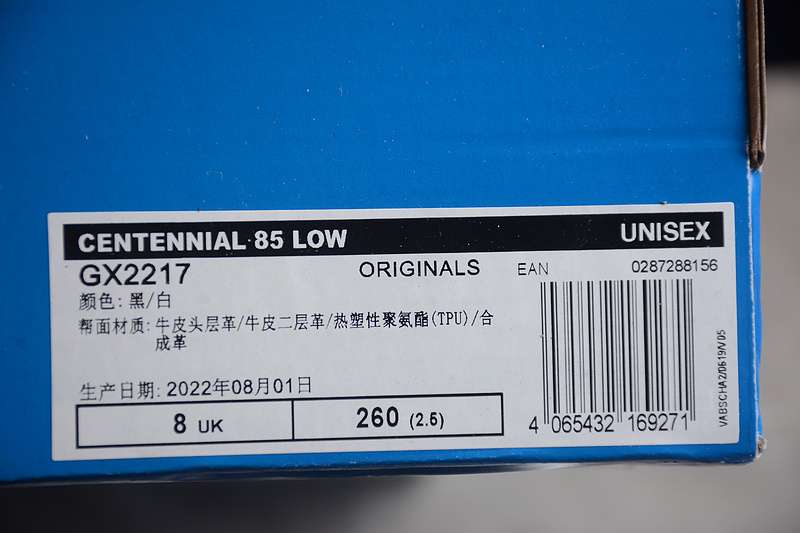 CENTENNIAL 85 LOW UNISEX
GX2217 ORIGINALS EAN 0287288156
颜色: 黑/白
帮面材质: 牛皮头层革/牛皮二层革/热塑性聚氨酯(TPU)/合
成革
生产日期: 2022年08月01日
8 UK 260 (2.5)
4 065432 169271
VABSCHA2/0619/V05